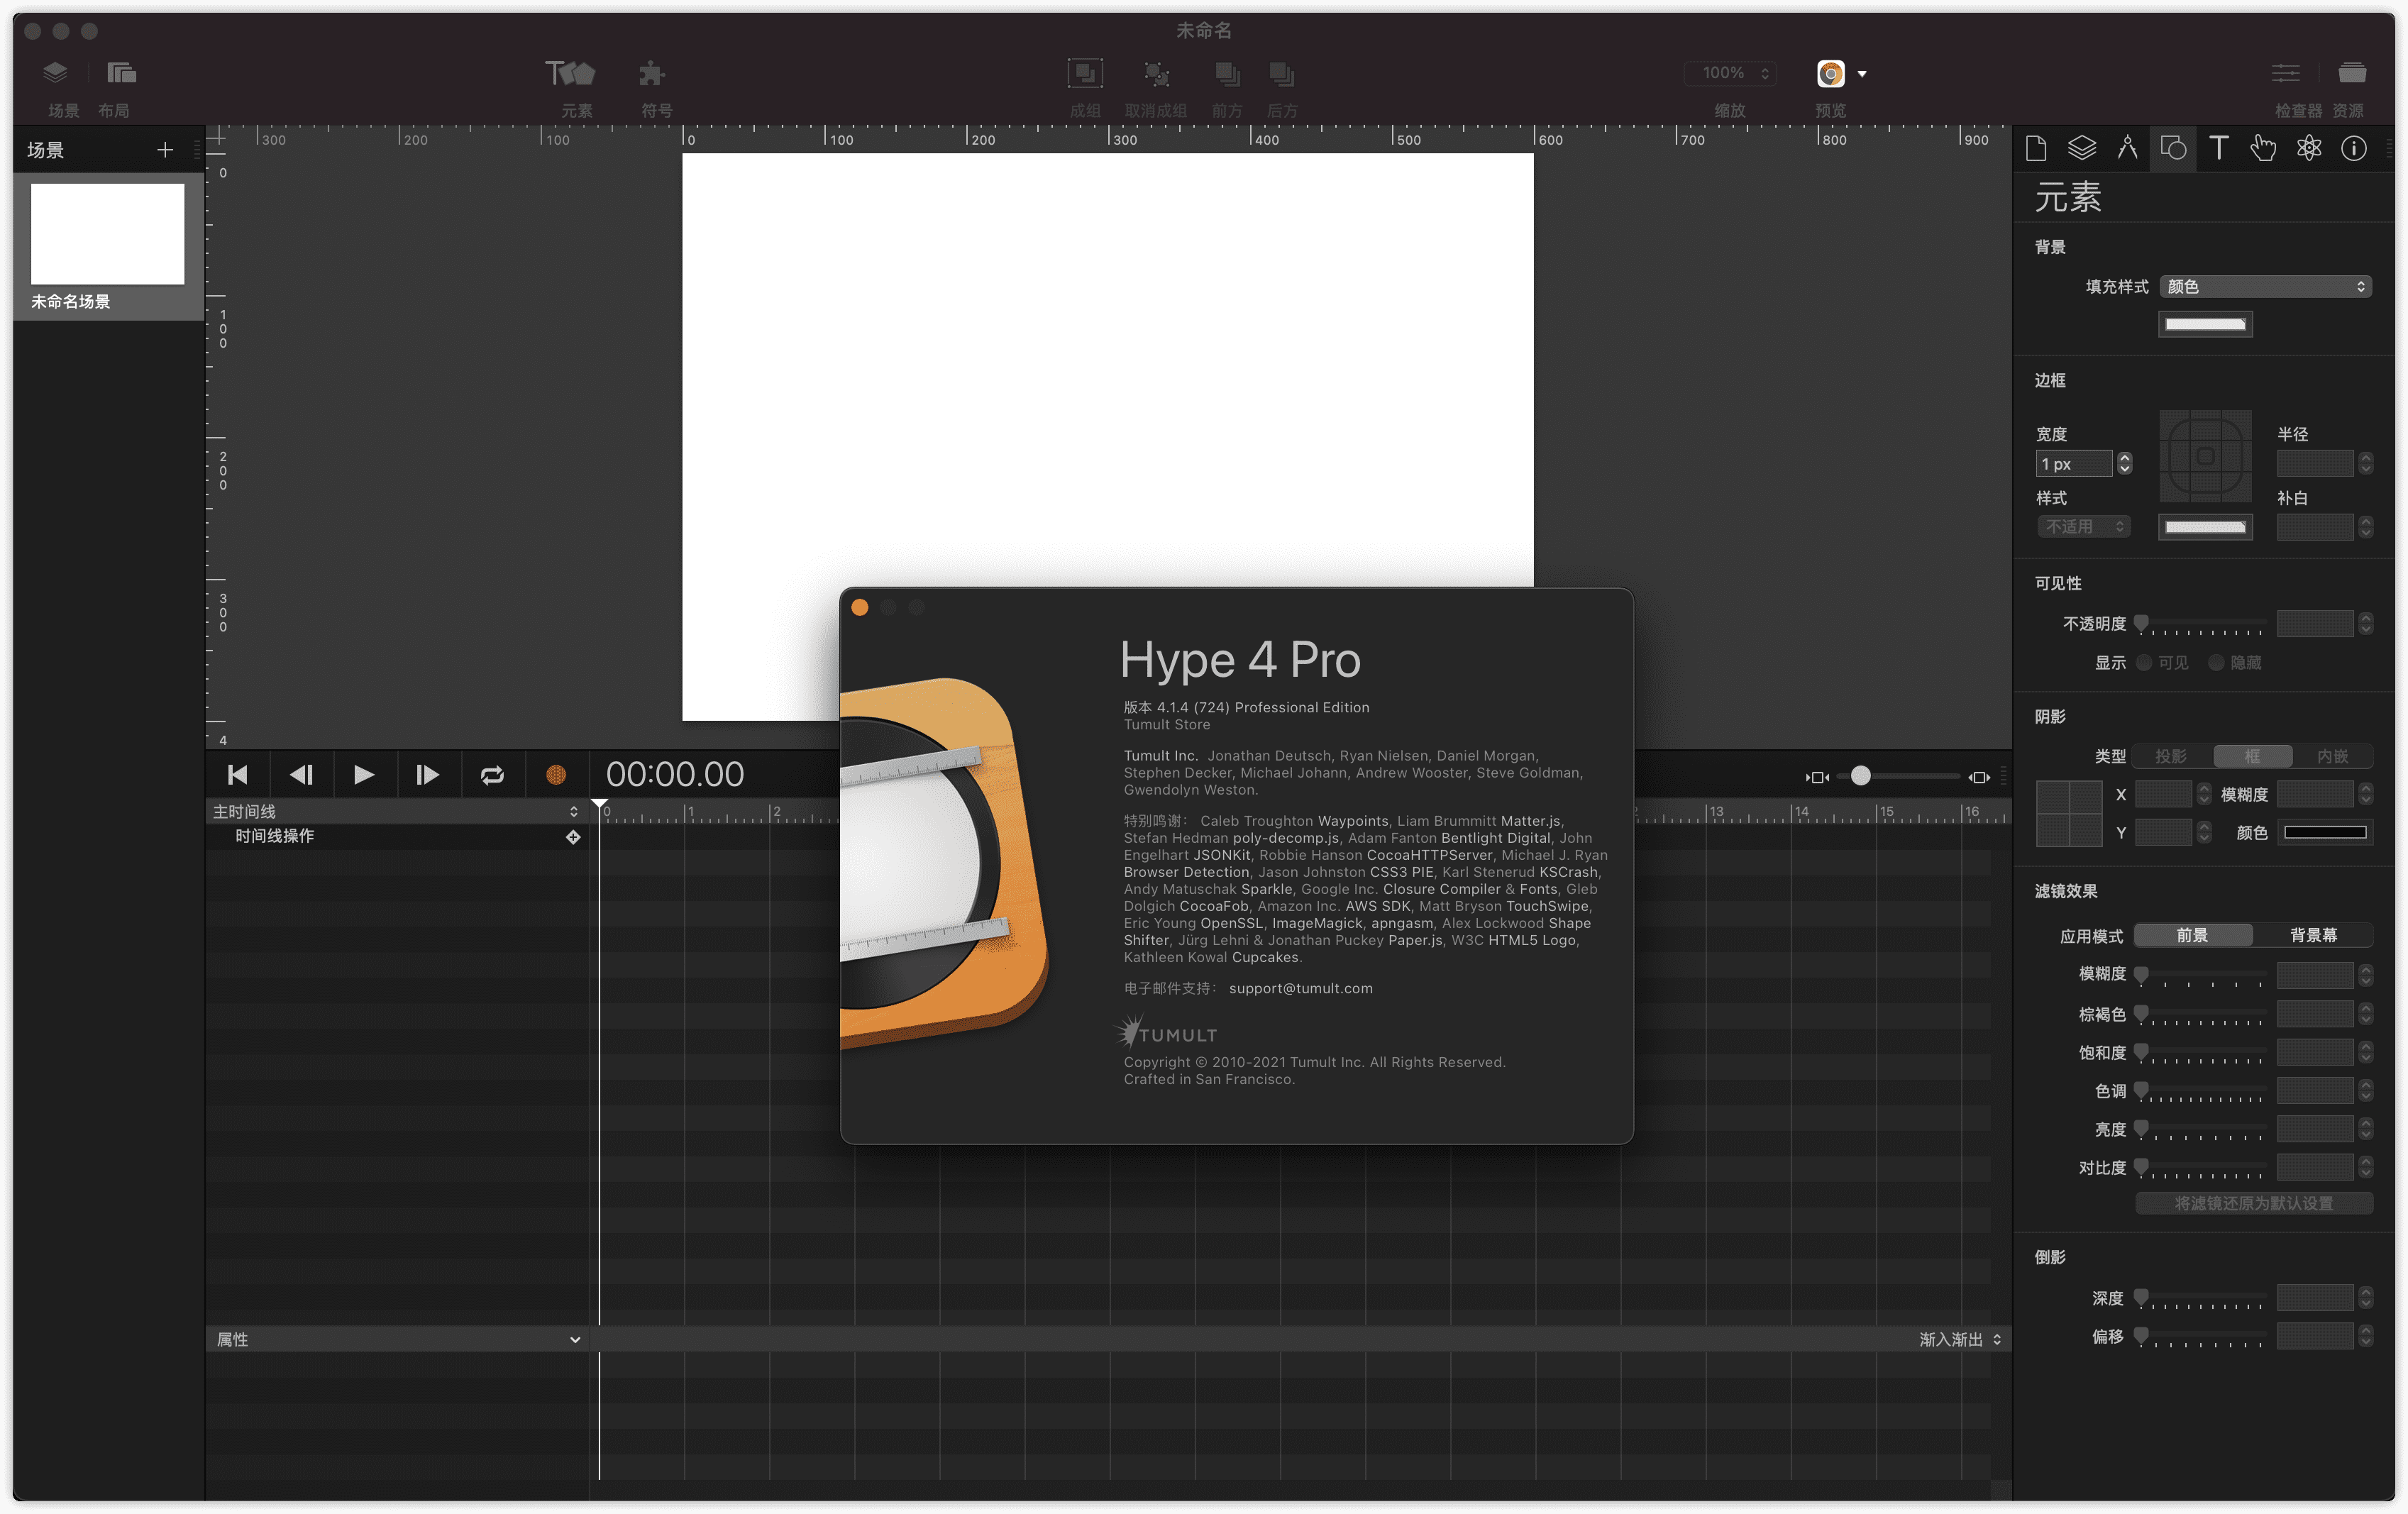 未命名
场景 布局 元素 符号 成组 取消成组 前方 后方 100% 缩放 预览 检查器 资源
场景
未命名场景
300 200 100 0 100 200 300 400 500 600 700 800 900
0
100
200
300
4
元素
背景
填充样式 颜色
边框
宽度 半径
1 px
样式 补白
不适用
可见性
不透明度
显示 可见 隐藏
阴影
类型 投影 框 内嵌
X 模糊度
Y 颜色
滤镜效果
应用模式 前景 背景幕
模糊度
棕褐色
饱和度
色调
亮度
对比度
将滤镜还原为默认设置
倒影
深度
偏移
Hype 4 Pro
版本 4.1.4 (724) Professional Edition
Tumult Store
Tumult Inc. Jonathan Deutsch, Ryan Nielsen, Daniel Morgan,
Stephen Decker, Michael Johann, Andrew Wooster, Steve Goldman,
Gwendolyn Weston.
特别鸣谢： Caleb Troughton Waypoints, Liam Brummitt Matter.js,
Stefan Hedman poly-decomp.js, Adam Fanton Bentlight Digital, John
Engelhart JSONKit, Robbie Hanson CocoaHTTPServer, Michael J. Ryan
Browser Detection, Jason Johnston CSS3 PIE, Karl Stenerud KSCrash,
Andy Matuschak Sparkle, Google Inc. Closure Compiler & Fonts, Gleb
Dolgich CocoaFob, Amazon Inc. AWS SDK, Matt Bryson TouchSwipe,
Eric Young OpenSSL, ImageMagick, apngasm, Alex Lockwood Shape
Shifter, Jürg Lehni & Jonathan Puckey Paper.js, W3C HTML5 Logo,
Kathleen Kowal Cupcakes.
电子邮件支持： support@tumult.com
TUMULT
Copyright © 2010-2021 Tumult Inc. All Rights Reserved.
Crafted in San Francisco.
00:00.00
主时间线 0 1 2 13 14 15 16
时间线操作
属性 渐入渐出